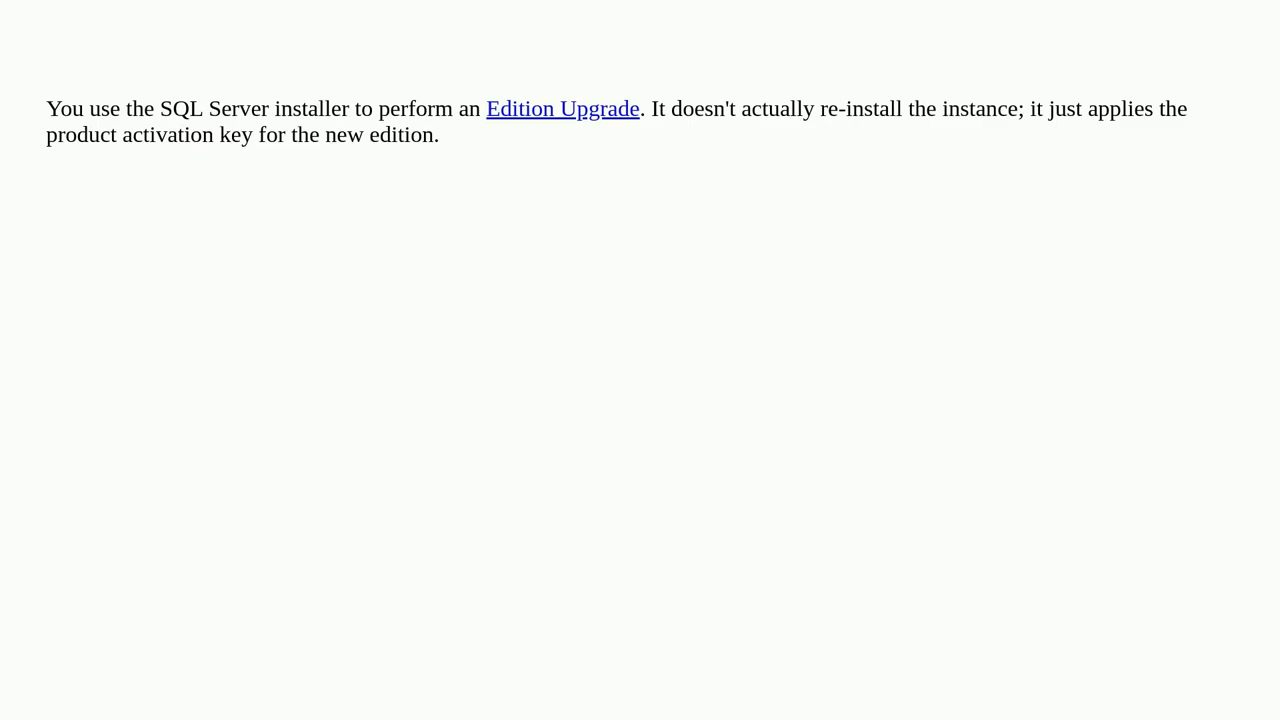 You use the SQL Server installer to perform an Edition Upgrade. It doesn't actually re-install the instance; it just applies the
product activation key for the new edition.